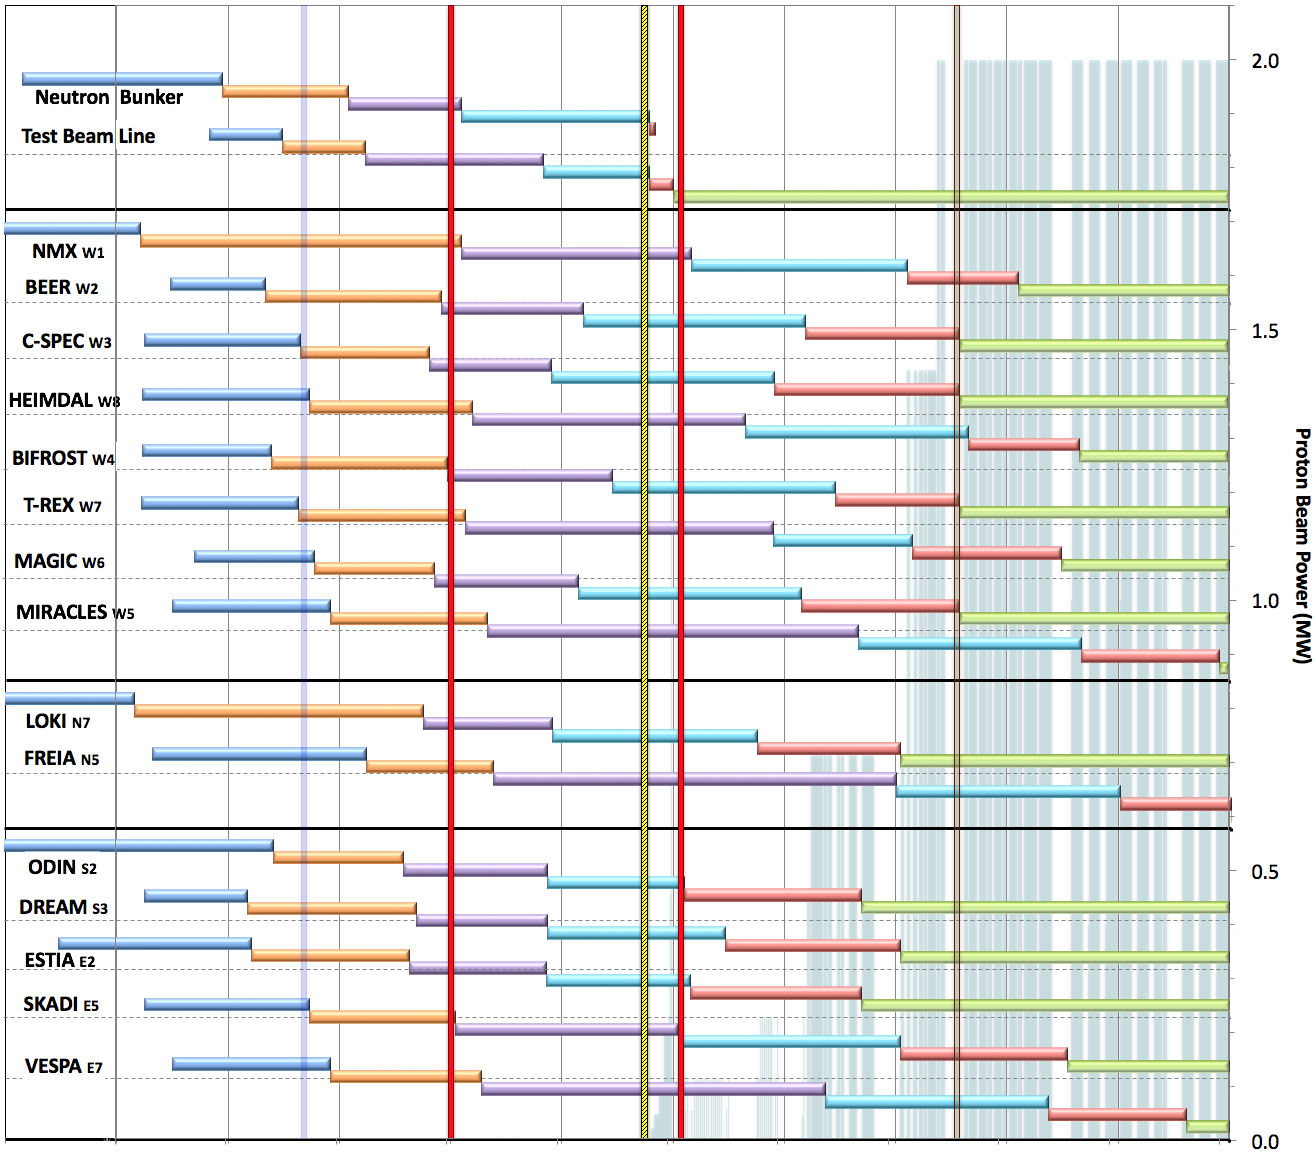 2.0
Neutron Bunker
Test Beam Line
NMX W1
BEER W2
C-SPEC W3
1.5
HEIMDAL W8
BIFROST W4
T-REX W7
MAGIC W6
MIRACLES W5
1.0
Proton Beam Power (MW)
LOKI N7
FREIA N5
ODIN S2
0.5
DREAM S3
ESTIA E2
SKADI E5
VESPA E7
0.0